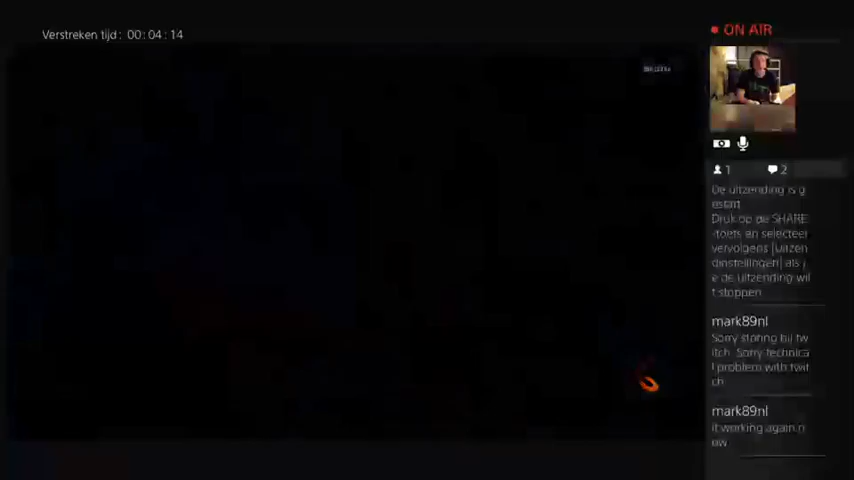 Verstreken tijd: 00:04:14
ON AIR
1 2
De uitzending is g
estart
Druk op de SHARE
-toets en selecteer
vervolgens [Uitzen
dinstellingen] als j
e de uitzending wil
t stoppen
mark89nl
Sorry storing bij tw
itch. Sorry technica
l problem with twit
ch
mark89nl
it working again n
ow